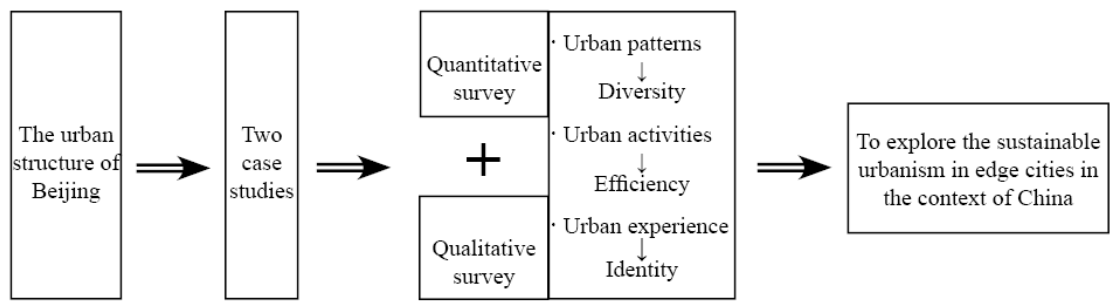 The urban
structure of
Beijing
Two
case
studies
Quantitative
survey
+
Qualitative
survey
· Urban patterns
↓
Diversity
· Urban activities
↓
Efficiency
· Urban experience
↓
Identity
To explore the sustainable
urbanism in edge cities in
the context of China